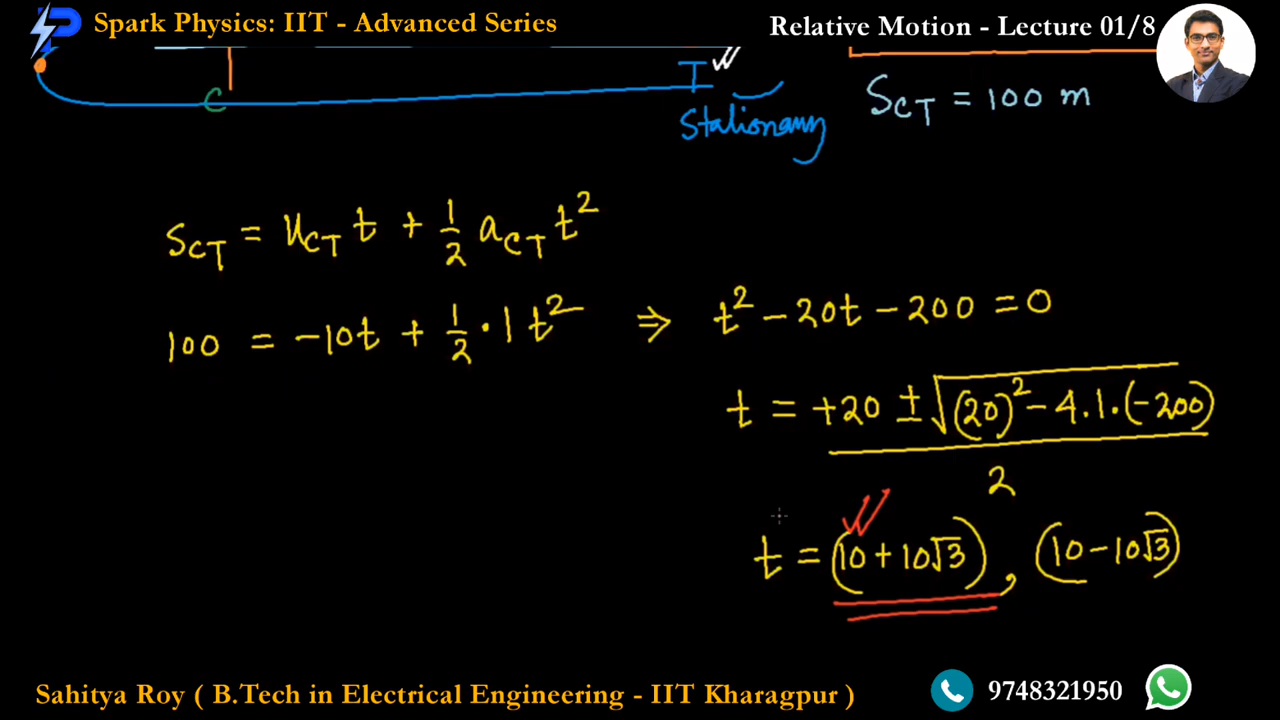 Spark Physics: IIT - Advanced Series
Relative Motion - Lecture 01/8
C
T
Stationary
S_CT = 100 m
S_CT = u_CT t + 1/2 a_CT t²
100 = -10t + 1/2 · 1 t² ⇒ t² - 20t - 200 = 0
t = +20 ± √((20)² - 4.1.(-200)) / 2
t = (10 + 10√3), (10 - 10√3)
Sahitya Roy ( B.Tech in Electrical Engineering - IIT Kharagpur )
9748321950